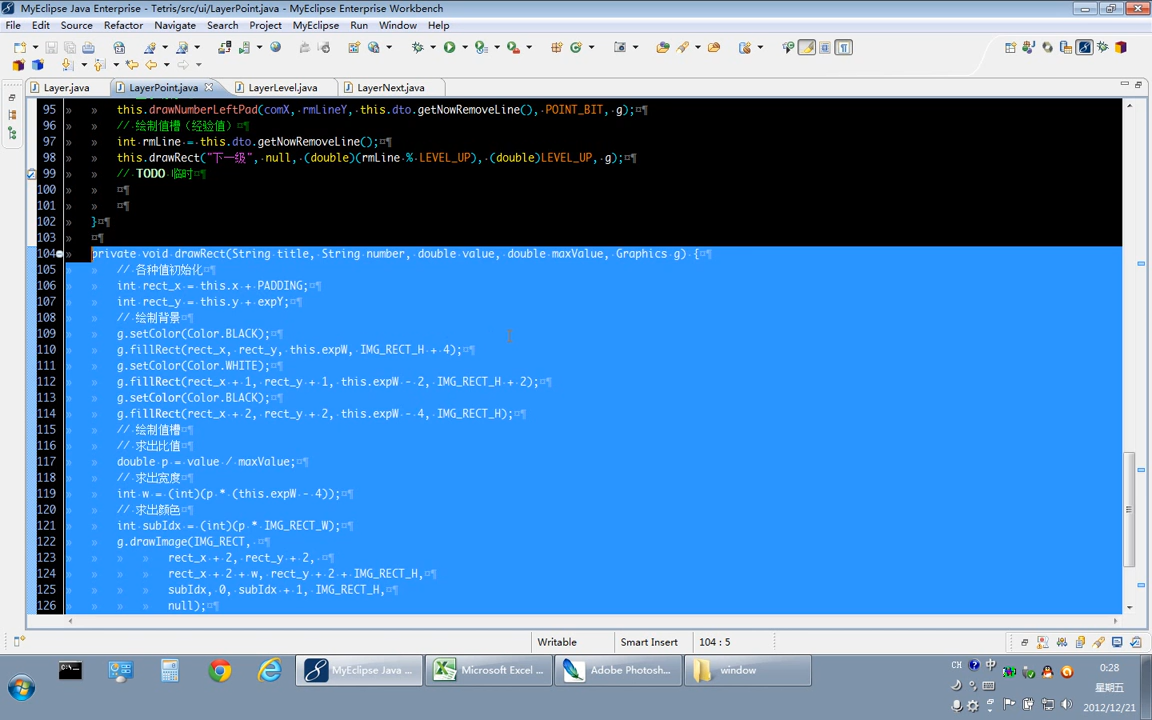 MyEclipse Java Enterprise - Tetris/src/ui/LayerPoint.java - MyEclipse Enterprise Workbench
File Edit Source Refactor Navigate Search Project MyEclipse Run Window Help
Layer.java LayerPoint.java LayerLevel.java LayerNext.java
95 this.drawNumberLeftPad(comX, rmLineY, this.dto.getNowRemoveLine(), POINT_BIT, g);
96 // 绘制值槽（经验值）
97 int rmLine = this.dto.getNowRemoveLine();
98 this.drawRect("下一级", null, (double)(rmLine % LEVEL_UP), (double)LEVEL_UP, g);
99 // TODO 临时
100
101
102 }
103
104 private void drawRect(String title, String number, double value, double maxValue, Graphics g) {
105 // 各种值初始化
106 int rect_x = this.x + PADDING;
107 int rect_y = this.y + expY;
108 // 绘制背景
109 g.setColor(Color.BLACK);
110 g.fillRect(rect_x, rect_y, this.expW, IMG_RECT_H + 4);
111 g.setColor(Color.WHITE);
112 g.fillRect(rect_x + 1, rect_y + 1, this.expW - 2, IMG_RECT_H + 2);
113 g.setColor(Color.BLACK);
114 g.fillRect(rect_x + 2, rect_y + 2, this.expW - 4, IMG_RECT_H);
115 // 绘制值槽
116 // 求出比值
117 double p = value / maxValue;
118 // 求出宽度
119 int w = (int)(p * (this.expW - 4));
120 // 求出颜色
121 int subIdx = (int)(p * IMG_RECT_W);
122 g.drawImage(IMG_RECT,
123 rect_x + 2, rect_y + 2,
124 rect_x + 2 + w, rect_y + 2 + IMG_RECT_H,
125 subIdx, 0, subIdx + 1, IMG_RECT_H,
126 null);
Writable Smart Insert 104 : 5
MyEclipse Java ... Microsoft Excel ... Adobe Photosh... window
CH 中 0:28
星期五
2012/12/21